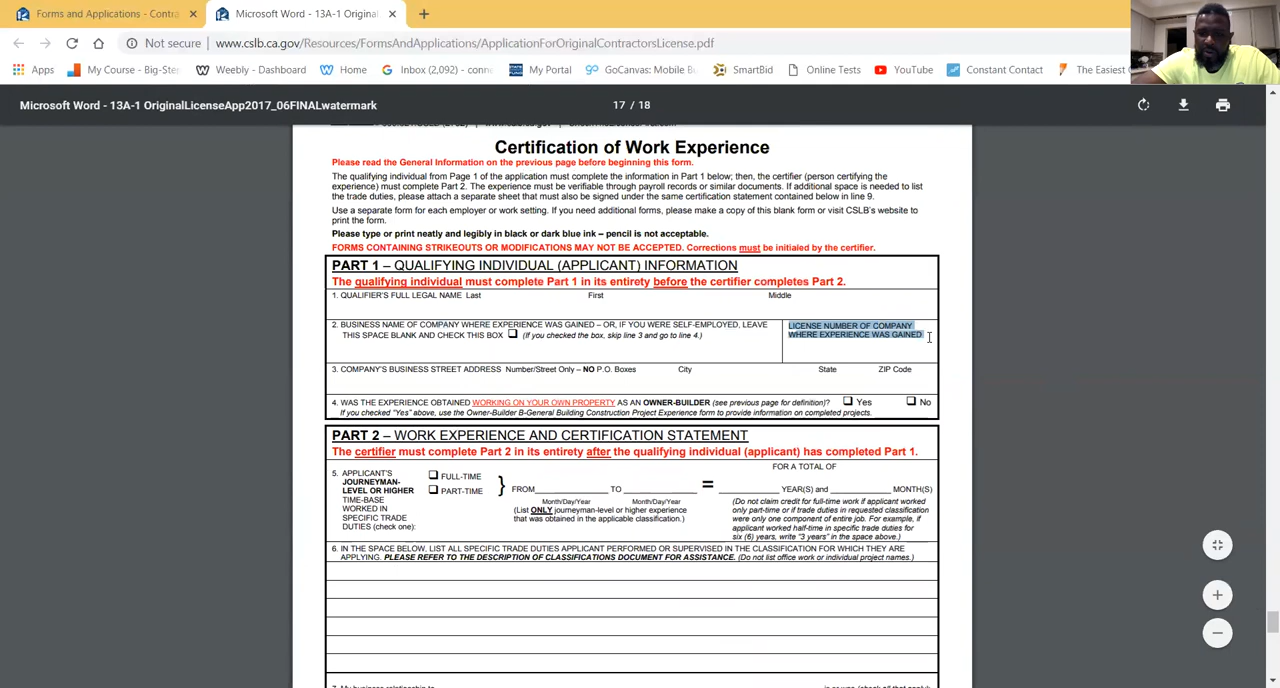 Forms and Applications - Contra
Microsoft Word - 13A-1 Original
Not secure | www.cslb.ca.gov/Resources/FormsAndApplications/ApplicationForOriginalContractorsLicense.pdf
Apps My Course - Big-Ste Weebly - Dashboard Home Inbox (2,092) - conn My Portal GoCanvas: Mobile Bu SmartBid Online Tests YouTube Constant Contact The Easiest
Microsoft Word - 13A-1 OriginalLicenseApp2017_06FINALwatermark 17 / 18
Certification of Work Experience
Please read the General Information on the previous page before beginning this form.
The qualifying individual from Page 1 of the application must complete the information in Part 1 below; then, the certifier (person certifying the
experience) must complete Part 2. The experience must be verifiable through payroll records or similar documents. If additional space is needed to list
the trade duties, please attach a separate sheet that must also be signed under the same certification statement contained below in line 9.
Use a separate form for each employer or work setting. If you need additional forms, please make a copy of this blank form or visit CSLB's website to
print the form.
Please type or print neatly and legibly in black or dark blue ink – pencil is not acceptable.
FORMS CONTAINING STRIKEOUTS OR MODIFICATIONS MAY NOT BE ACCEPTED. Corrections must be initialed by the certifier.
PART 1 – QUALIFYING INDIVIDUAL (APPLICANT) INFORMATION
The qualifying individual must complete Part 1 in its entirety before the certifier completes Part 2.
1. QUALIFIER'S FULL LEGAL NAME Last First Middle
2. BUSINESS NAME OF COMPANY WHERE EXPERIENCE WAS GAINED – OR, IF YOU WERE SELF-EMPLOYED, LEAVE
THIS SPACE BLANK AND CHECK THIS BOX ☐ (If you checked the box, skip line 3 and go to line 4.)
LICENSE NUMBER OF COMPANY
WHERE EXPERIENCE WAS GAINED
3. COMPANY'S BUSINESS STREET ADDRESS Number/Street Only – NO P.O. Boxes City State ZIP Code
4. WAS THE EXPERIENCE OBTAINED WORKING ON YOUR OWN PROPERTY AS AN OWNER-BUILDER (see previous page for definition)? ☐ Yes ☐ No
If you checked "Yes" above, use the Owner-Builder B-General Building Construction Project Experience form to provide information on completed projects.
PART 2 – WORK EXPERIENCE AND CERTIFICATION STATEMENT
The certifier must complete Part 2 in its entirety after the qualifying individual (applicant) has completed Part 1.
5. APPLICANT'S
JOURNEYMAN-
LEVEL OR HIGHER
TIME-BASE
WORKED IN
SPECIFIC TRADE
DUTIES (check one):
☐ FULL-TIME
☐ PART-TIME
} FROM____________ TO ____________ =
Month/Day/Year Month/Day/Year
(List ONLY journeyman-level or higher experience
that was obtained in the applicable classification.)
FOR A TOTAL OF
____________ YEAR(S) and ____________ MONTH(S)
(Do not claim credit for full-time work if applicant worked
only part-time or if trade duties in requested classification
were only one component of entire job. For example, if
applicant worked half-time in specific trade duties for
six (6) years, write "3 years" in the space above.)
6. IN THE SPACE BELOW, LIST ALL SPECIFIC TRADE DUTIES APPLICANT PERFORMED OR SUPERVISED IN THE CLASSIFICATION FOR WHICH THEY ARE
APPLYING. PLEASE REFER TO THE DESCRIPTION OF CLASSIFICATIONS DOCUMENT FOR ASSISTANCE. (Do not list office work or individual project names.)